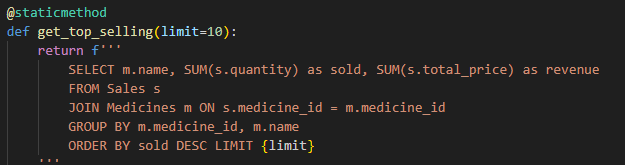 @staticmethod
def get_top_selling(limit=10):
    return f'''
        SELECT m.name, SUM(s.quantity) as sold, SUM(s.total_price) as revenue
        FROM Sales s
        JOIN Medicines m ON s.medicine_id = m.medicine_id
        GROUP BY m.medicine_id, m.name
        ORDER BY sold DESC LIMIT {limit}
    '''